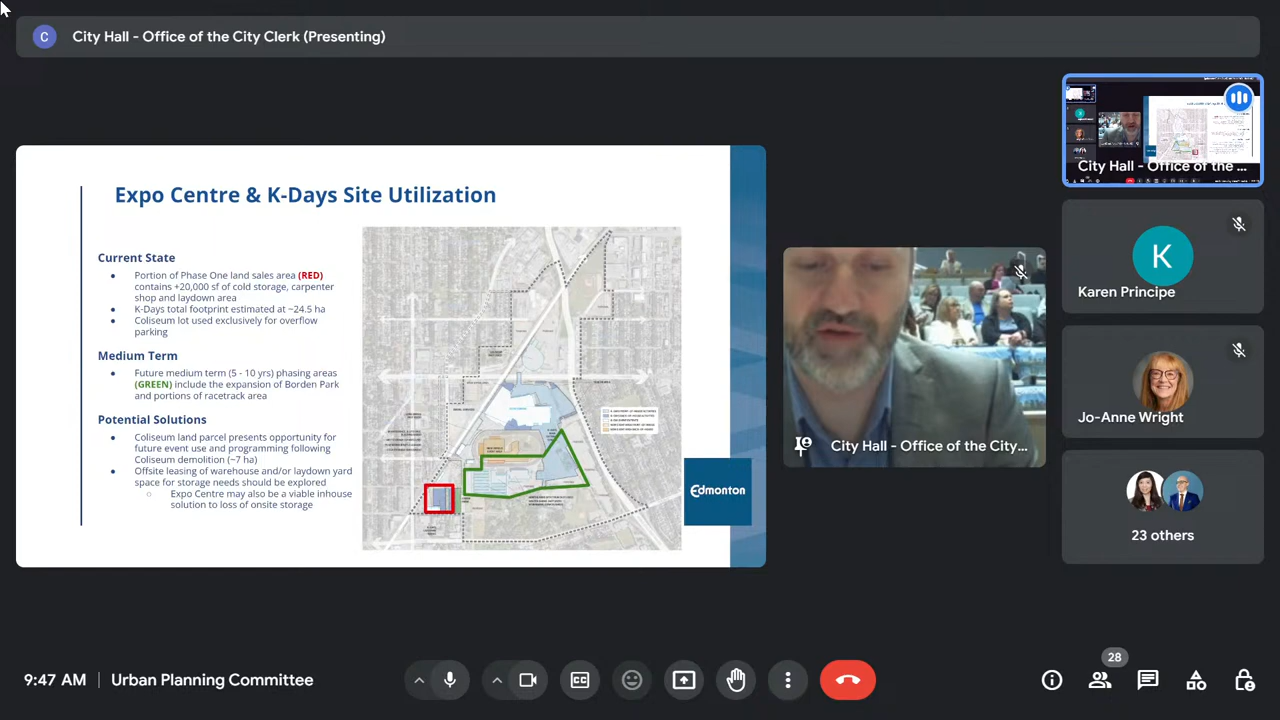 C
City Hall - Office of the City Clerk (Presenting)
Expo Centre & K-Days Site Utilization
Current State
● Portion of Phase One land sales area (RED)
contains +20,000 sf of cold storage, carpenter
shop and laydown area
● K-Days total footprint estimated at ~24.5 ha
● Coliseum lot used exclusively for overflow
parking
Medium Term
● Future medium term (5 - 10 yrs) phasing areas
(GREEN) include the expansion of Borden Park
and portions of racetrack area
Potential Solutions
● Coliseum land parcel presents opportunity for
future event use and programming following
Coliseum demolition (~7 ha)
● Offsite leasing of warehouse and/or laydown yard
space for storage needs should be explored
○ Expo Centre may also be a viable inhouse
solution to loss of onsite storage
Edmonton
City Hall - Office of the City...
City Hall - Office of the ...
K
Karen Principe
Jo-Anne Wright
23 others
9:47 AM | Urban Planning Committee
CC
28